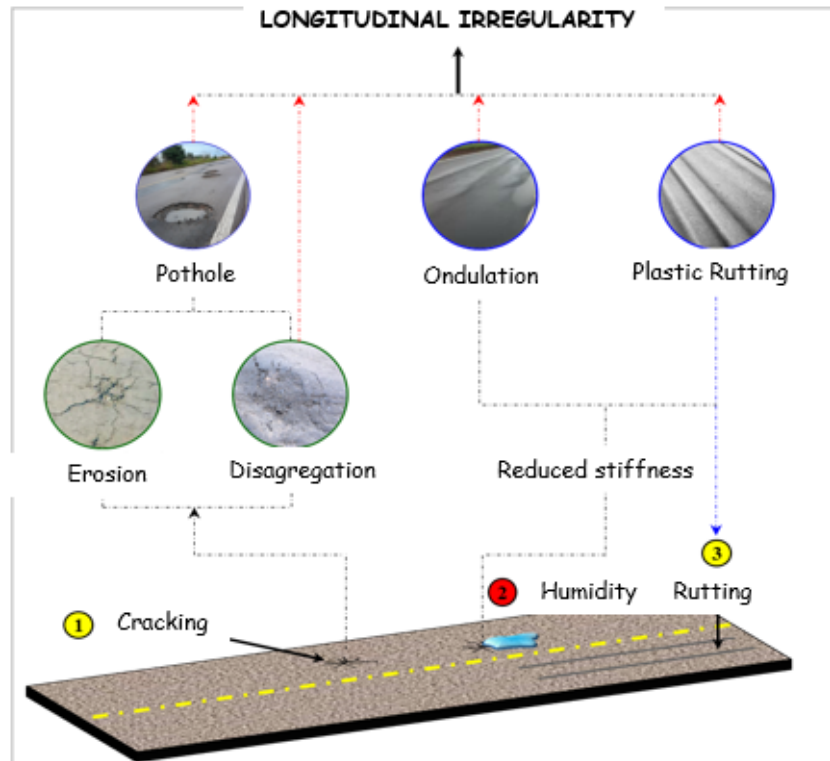 LONGITUDINAL IRREGULARITY
Pothole
Ondulation
Plastic Rutting
Erosion
Disagregation
Reduced stiffness
3
2 Humidity Rutting
1 Cracking